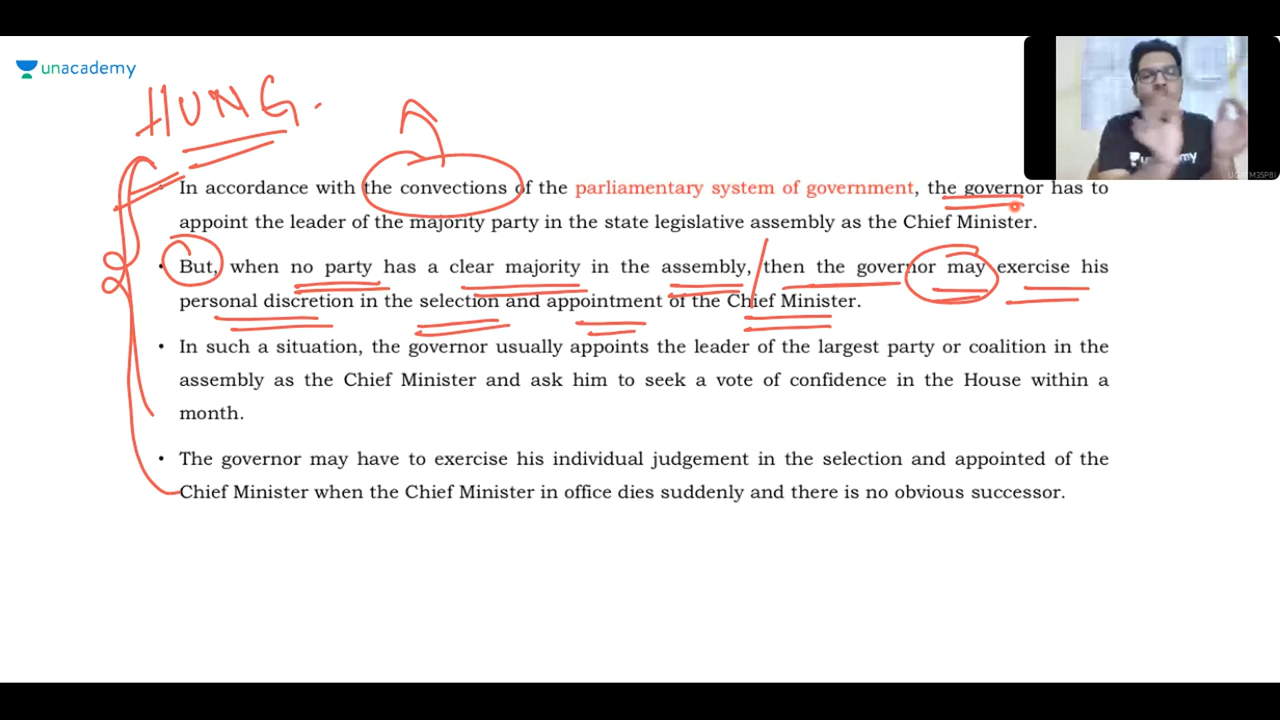 unacademy
HUNG.
In accordance with the convections of the parliamentary system of government, the governor has to
appoint the leader of the majority party in the state legislative assembly as the Chief Minister.
• But, when no party has a clear majority in the assembly, then the governor may exercise his
personal discretion in the selection and appointment of the Chief Minister.
• In such a situation, the governor usually appoints the leader of the largest party or coalition in the
assembly as the Chief Minister and ask him to seek a vote of confidence in the House within a
month.
• The governor may have to exercise his individual judgement in the selection and appointed of the
Chief Minister when the Chief Minister in office dies suddenly and there is no obvious successor.